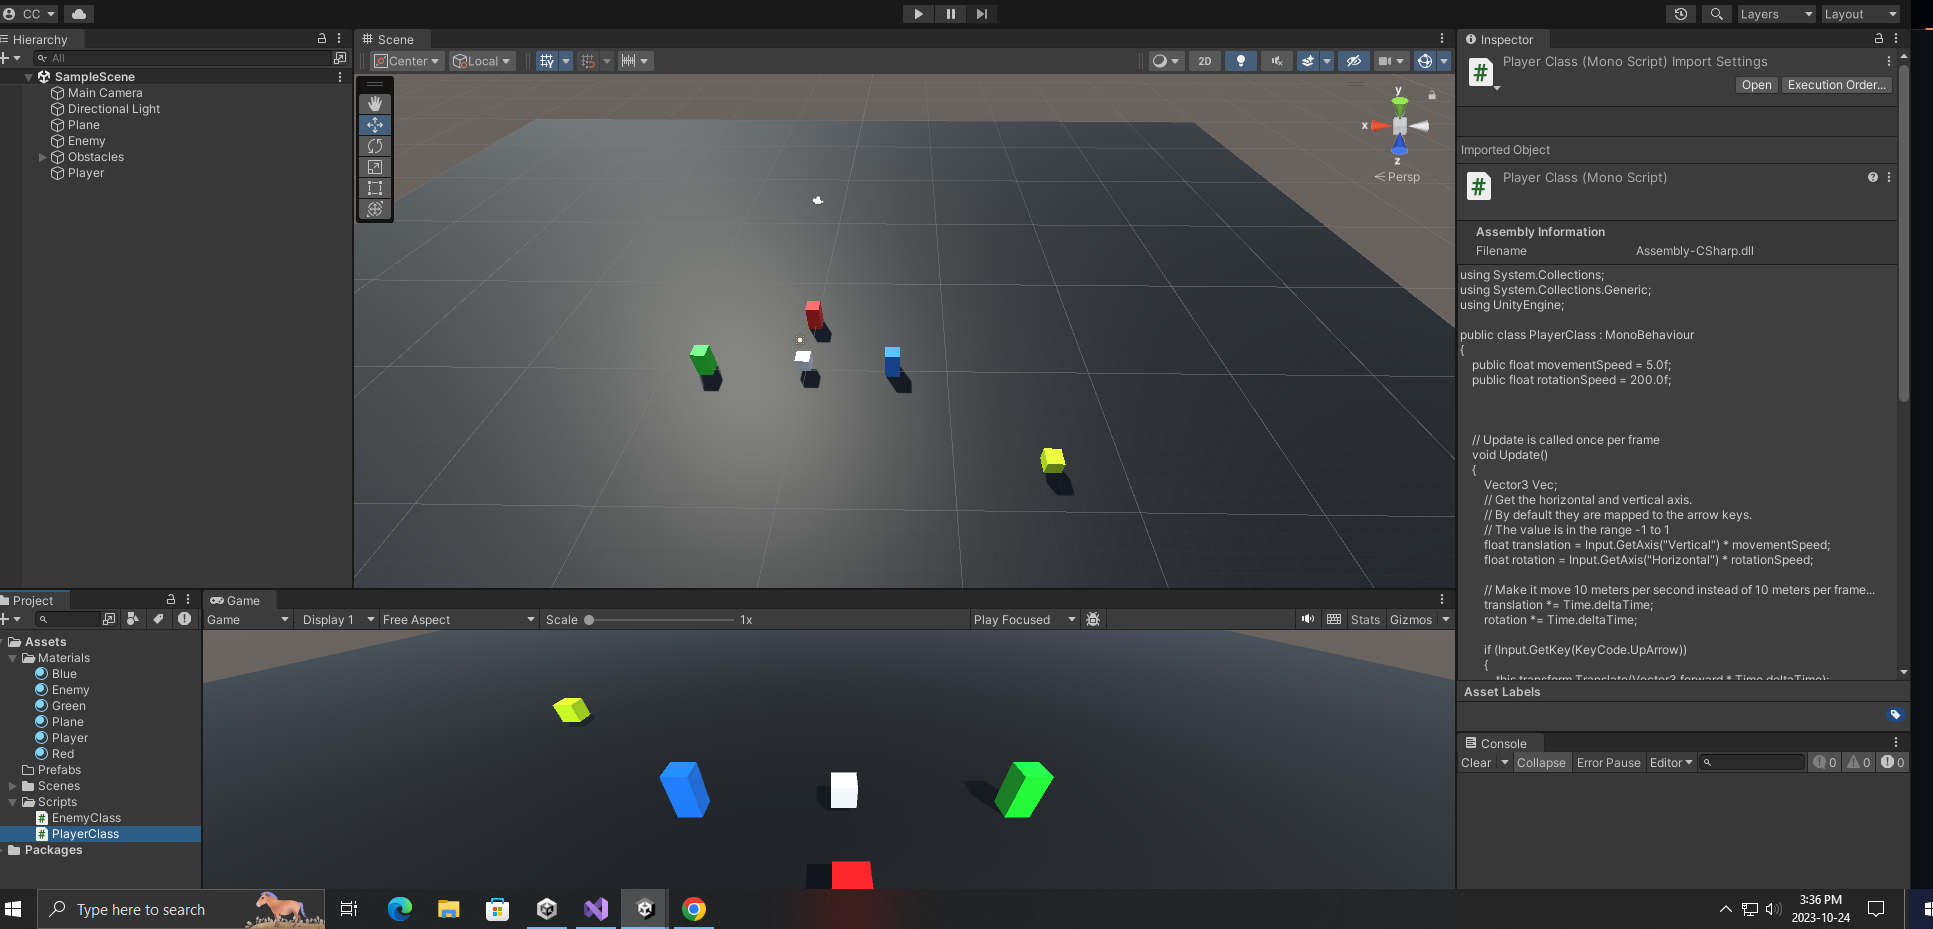 CC
Layers
Layout
Hierarchy
All
SampleScene
Main Camera
Directional Light
Plane
Enemy
Obstacles
Player
Scene
Center
Local
2D
y
x
z
Persp
Inspector
Player Class (Mono Script) Import Settings
Open
Execution Order...
Imported Object
Player Class (Mono Script)
Assembly Information
Filename Assembly-CSharp.dll
using System.Collections;
using System.Collections.Generic;
using UnityEngine;
public class PlayerClass : MonoBehaviour
{
public float movementSpeed = 5.0f;
public float rotationSpeed = 200.0f;
// Update is called once per frame
void Update()
{
Vector3 Vec;
// Get the horizontal and vertical axis.
// By default they are mapped to the arrow keys.
// The value is in the range -1 to 1
float translation = Input.GetAxis("Vertical") * movementSpeed;
float rotation = Input.GetAxis("Horizontal") * rotationSpeed;
// Make it move 10 meters per second instead of 10 meters per frame...
translation *= Time.deltaTime;
rotation *= Time.deltaTime;
if (Input.GetKey(KeyCode.UpArrow))
{
this.transform.Translate(Vector3.forward * Time.deltaTime);
Asset Labels
Project
Assets
Materials
Blue
Enemy
Green
Plane
Player
Red
Prefabs
Scenes
Scripts
EnemyClass
PlayerClass
Packages
Game
Game
Display 1
Free Aspect
Scale
1x
Play Focused
Stats
Gizmos
Console
Clear
Collapse
Error Pause
Editor
0
0
0
Type here to search
3:36 PM
2023-10-24